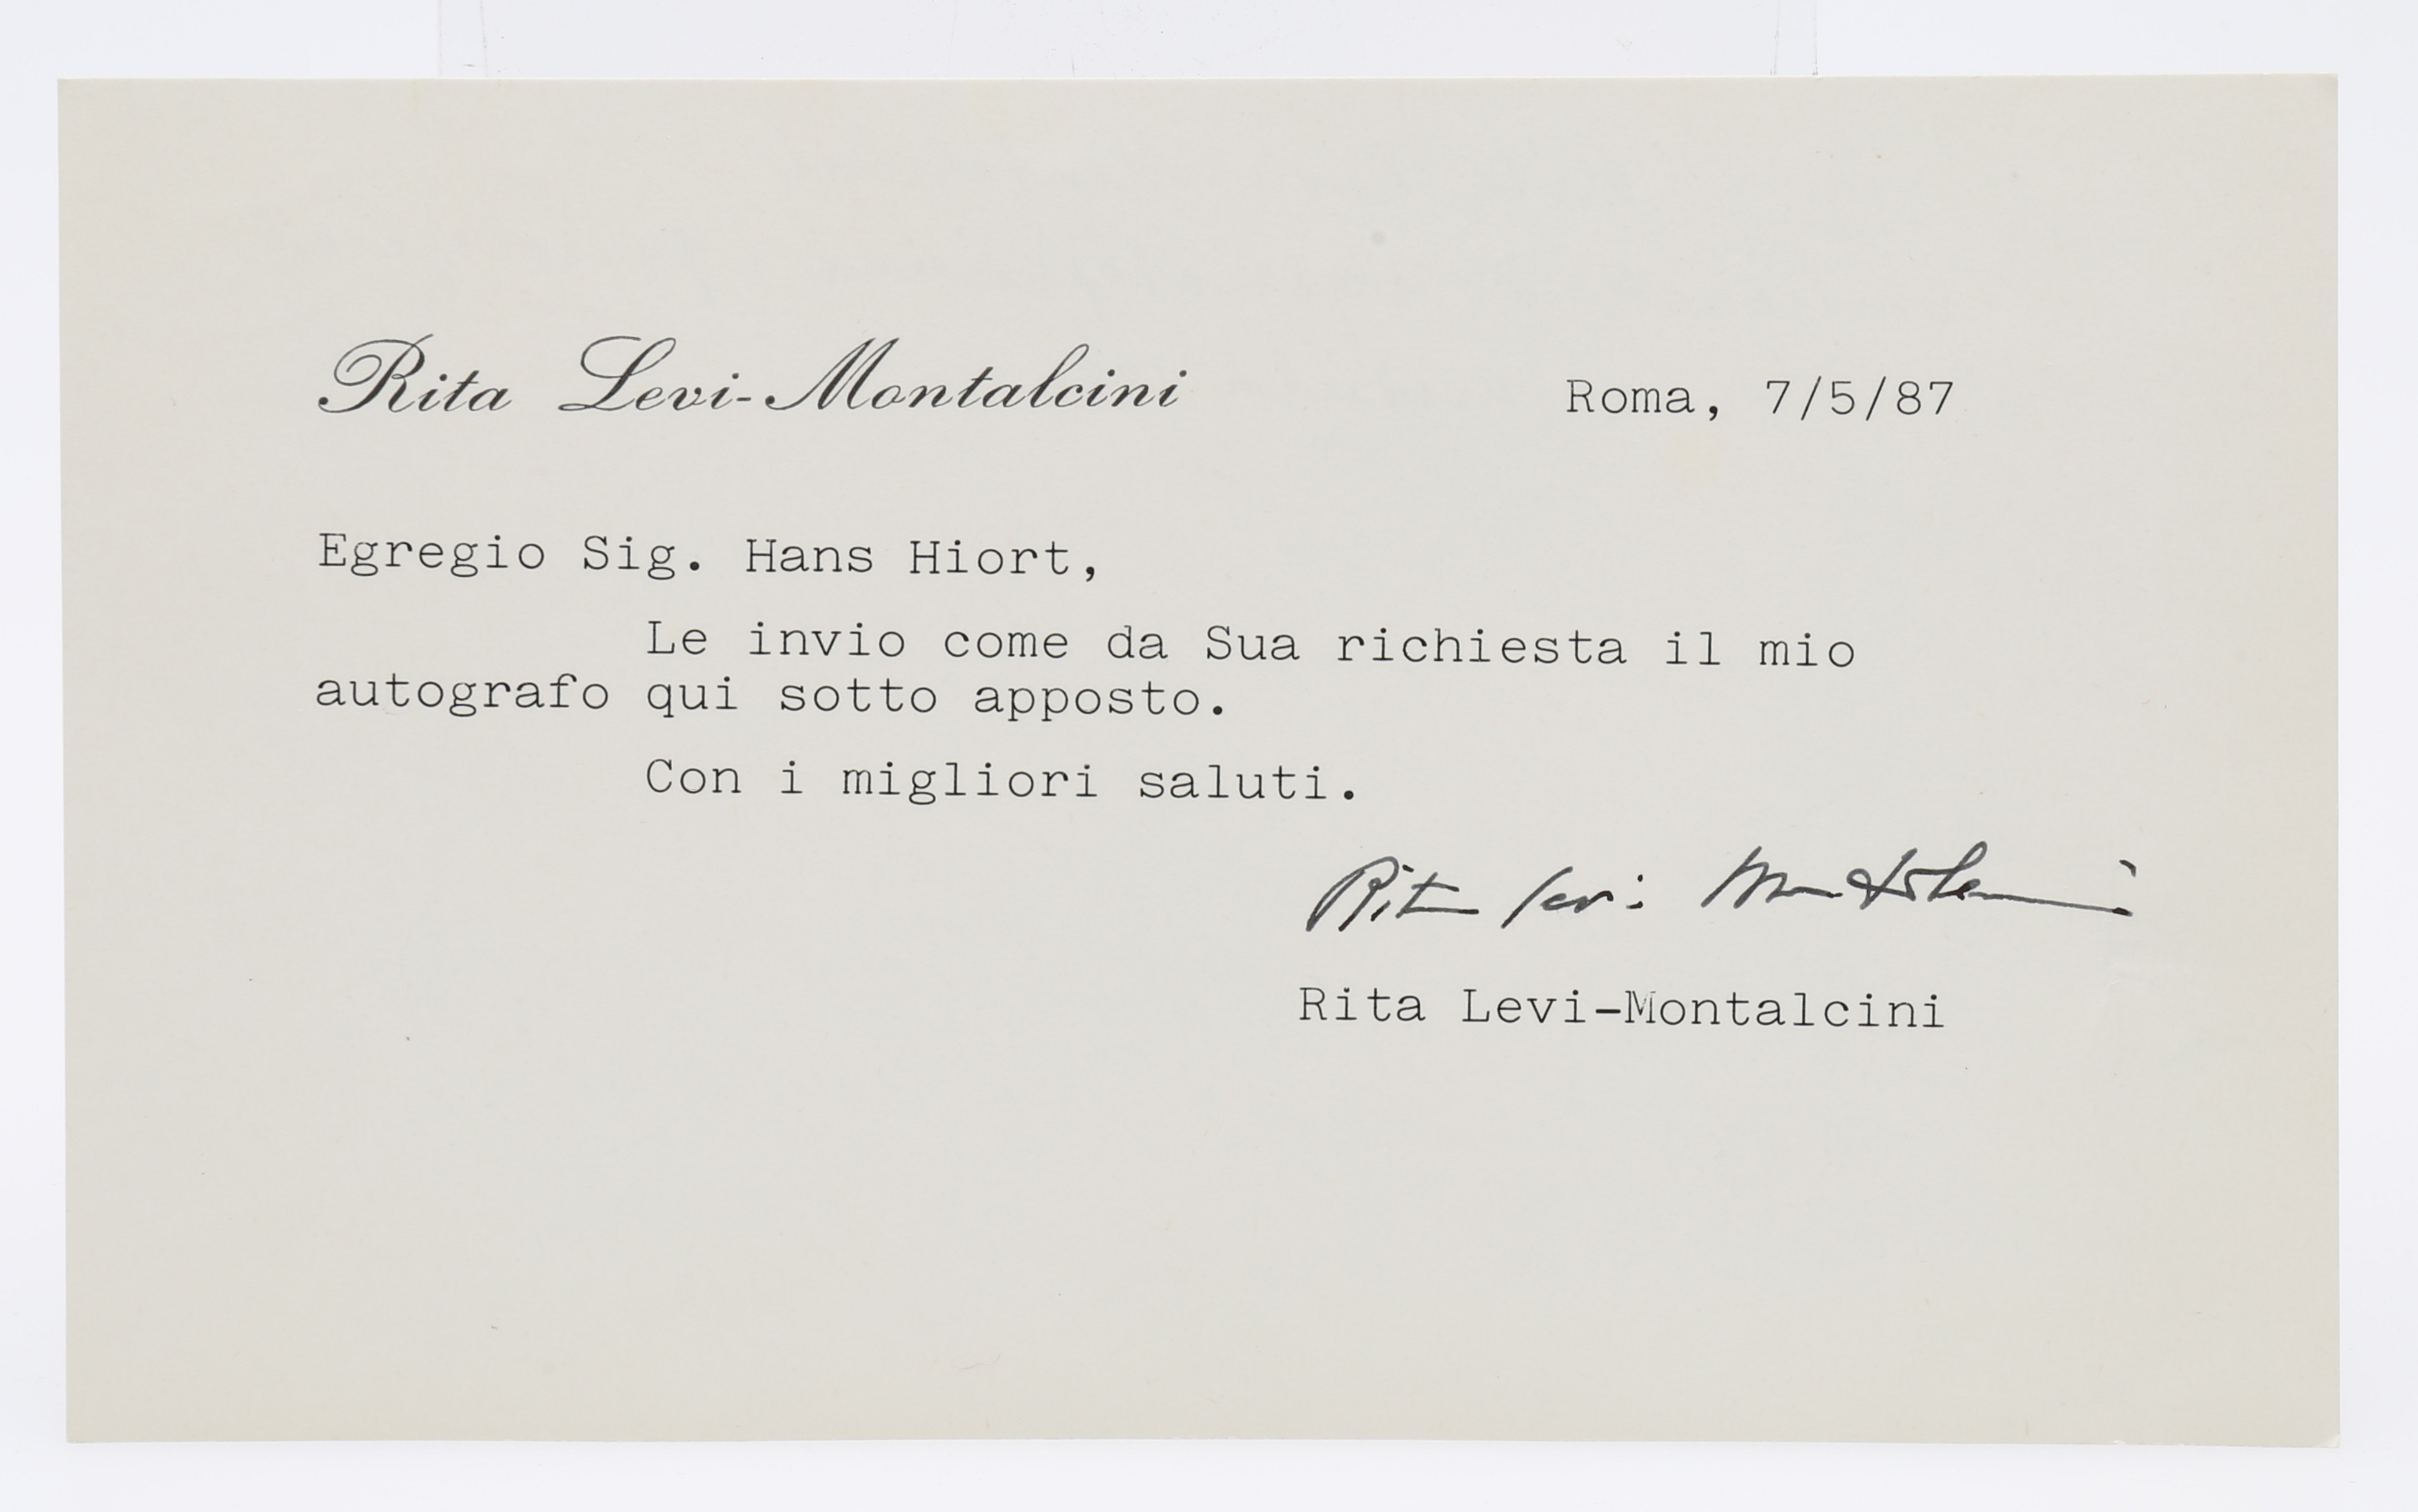 Rita Levi-Montalcini
Roma, 7/5/87
Egregio Sig. Hans Hiort,
Le invio come da Sua richiesta il mio
autografo qui sotto apposto.
Con i migliori saluti.
Rita Levi Montalcini
Rita Levi-Montalcini